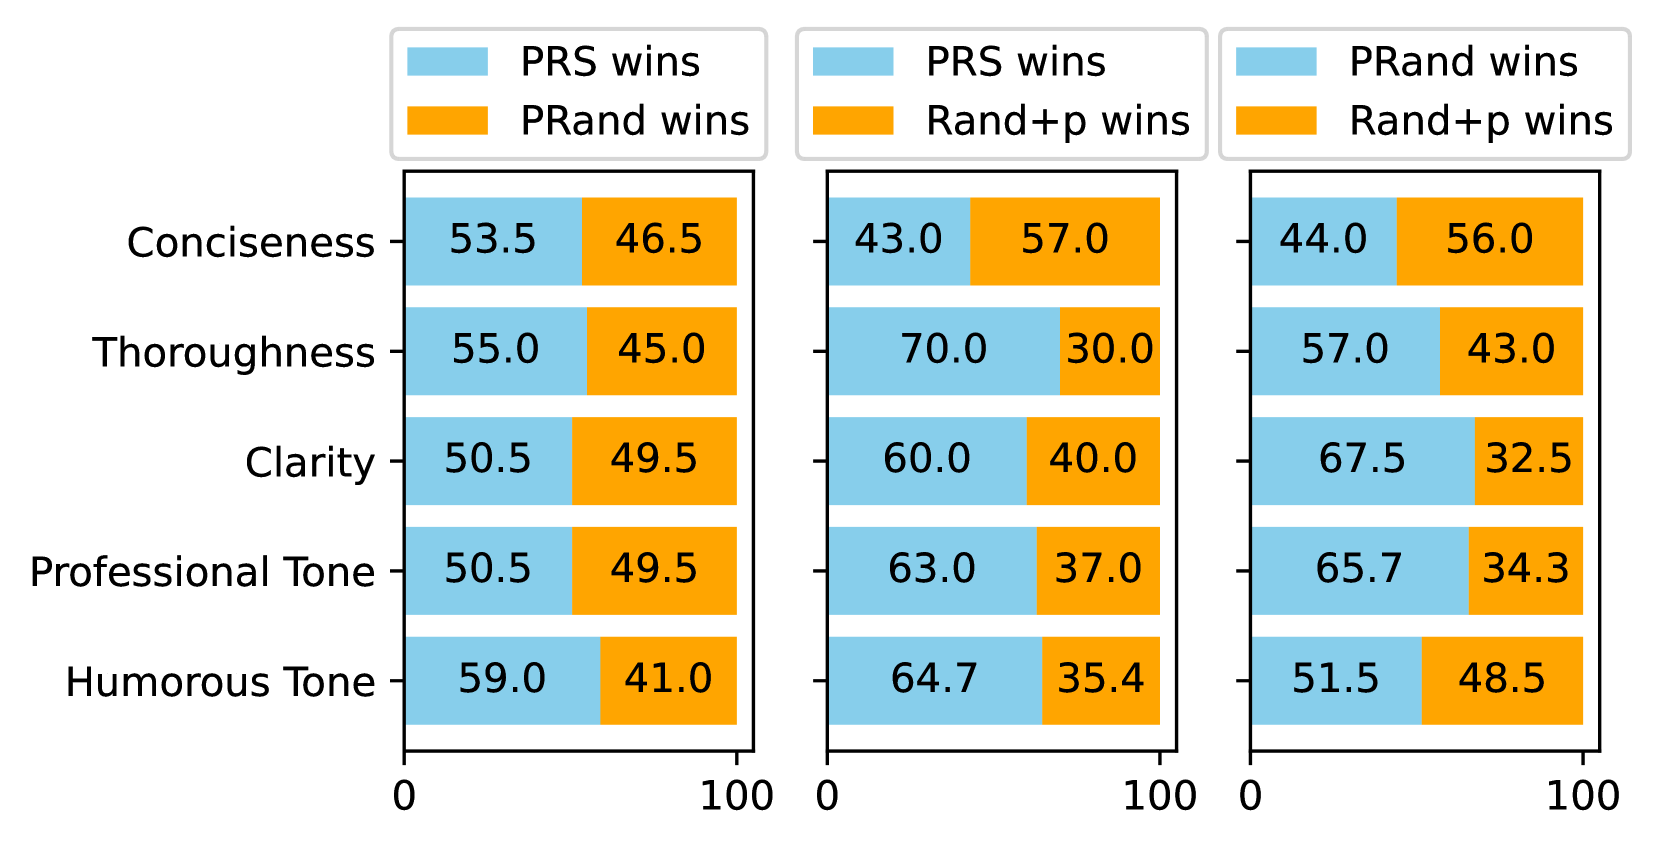 PRS wins
PRand wins
PRS wins
Rand+p wins
PRand wins
Rand+p wins
Conciseness 53.5 46.5 43.0 57.0 44.0 56.0
Thoroughness 55.0 45.0 70.0 30.0 57.0 43.0
Clarity 50.5 49.5 60.0 40.0 67.5 32.5
Professional Tone 50.5 49.5 63.0 37.0 65.7 34.3
Humorous Tone 59.0 41.0 64.7 35.4 51.5 48.5
0 100 0 100 0 100